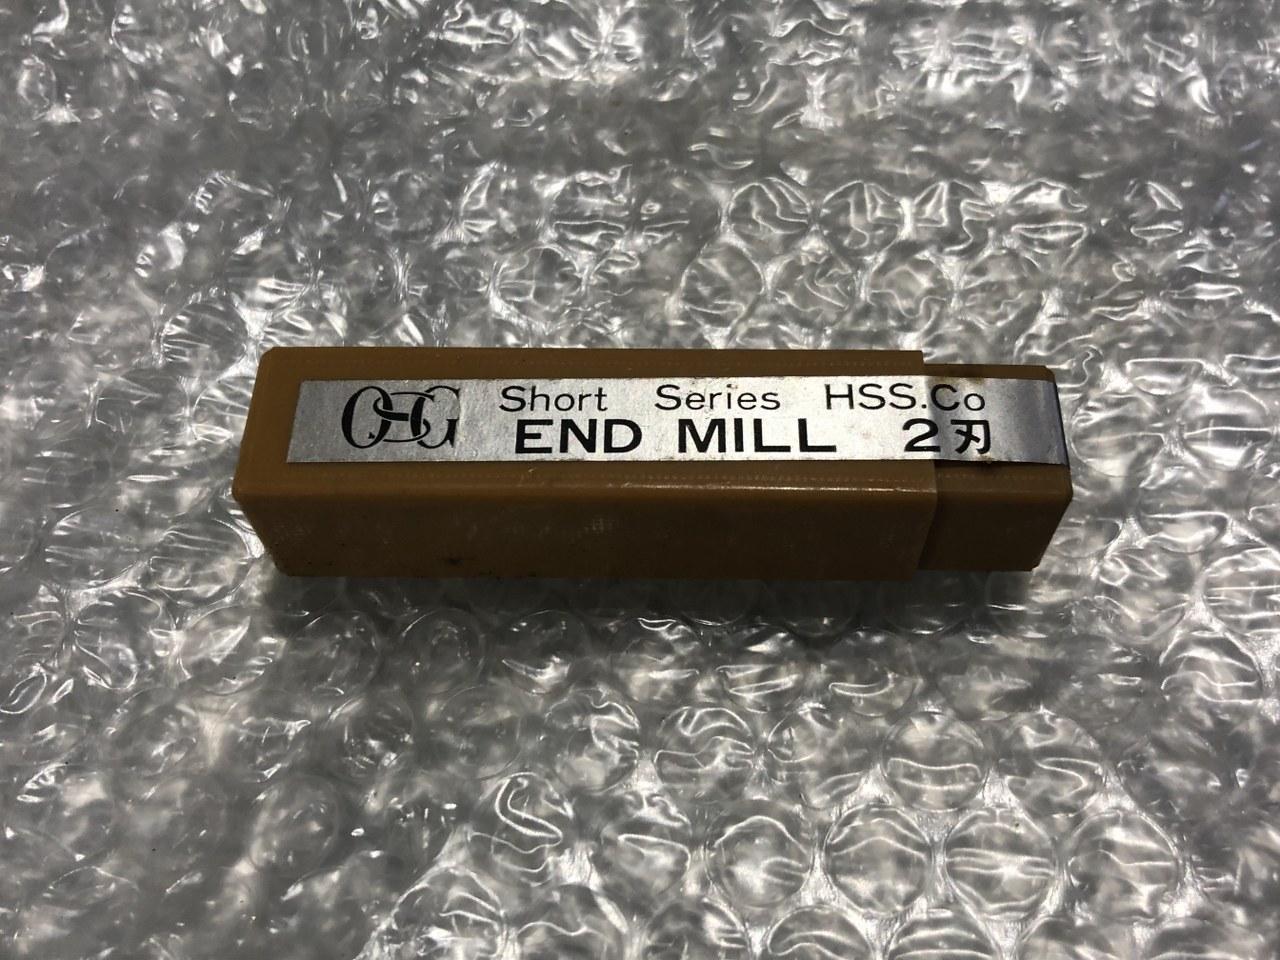 OSG
Short Series HSS.Co
END MILL 2刃